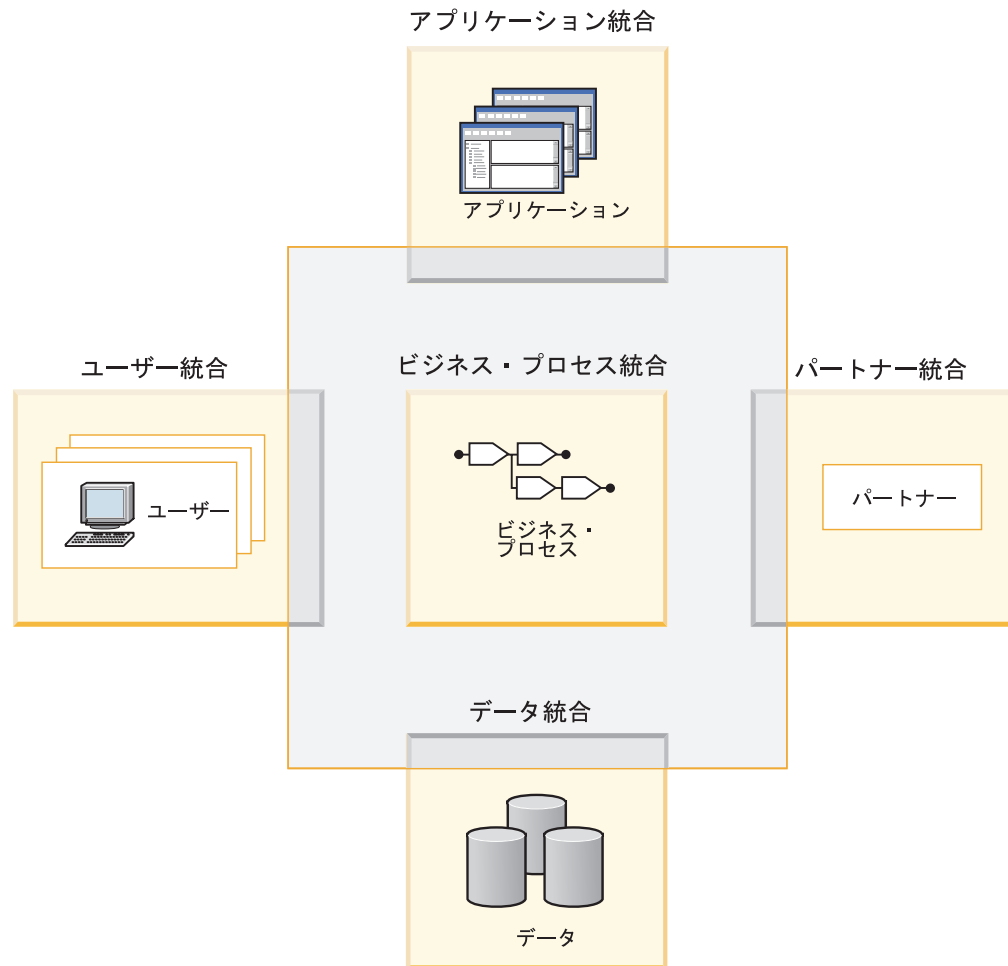 アプリケーション統合
アプリケーション
ユーザー統合
ビジネス・プロセス統合
パートナー統合
ユーザー
ビジネス・
プロセス
パートナー
データ統合
データ